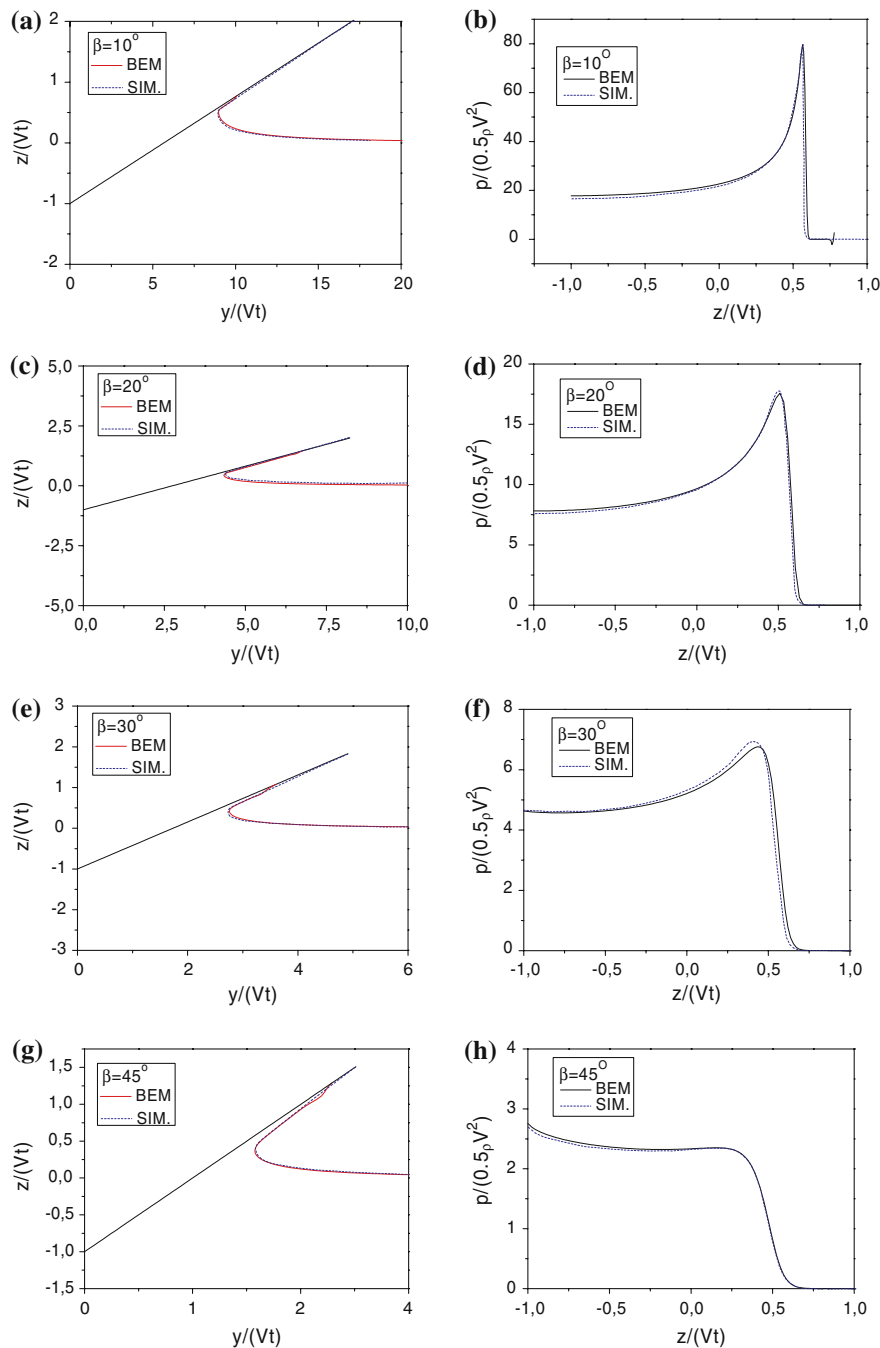 (a)
β=10°
BEM
SIM.
z/(Vt)
2
1
0
-1
-2
0
5
10
15
20
y/(Vt)
(b)
β=10°
BEM
SIM.
p/(0.5ρV²)
80
60
40
20
0
-1,0
-0,5
0,0
0,5
1,0
z/(Vt)
(c)
β=20°
BEM
SIM.
z/(Vt)
5,0
2,5
0,0
-2,5
-5,0
0,0
2,5
5,0
7,5
10,0
y/(Vt)
(d)
β=20°
BEM
SIM.
p/(0.5ρV²)
20
15
10
5
0
-1,0
-0,5
0,0
0,5
1,0
z/(Vt)
(e)
β=30°
BEM
SIM.
z/(Vt)
3
2
1
0
-1
-2
-3
0
2
4
6
y/(Vt)
(f)
β=30°
BEM
SIM.
p/(0.5ρV²)
8
6
4
2
0
-1,0
-0,5
0,0
0,5
1,0
z/(Vt)
(g)
β=45°
BEM
SIM.
z/(Vt)
1,5
1,0
0,5
0,0
-0,5
-1,0
-1,5
0
1
2
4
y/(Vt)
(h)
β=45°
BEM
SIM.
p/(0.5ρV²)
4
3
2
1
0
-1,0
-0,5
0,0
0,5
1,0
z/(Vt)